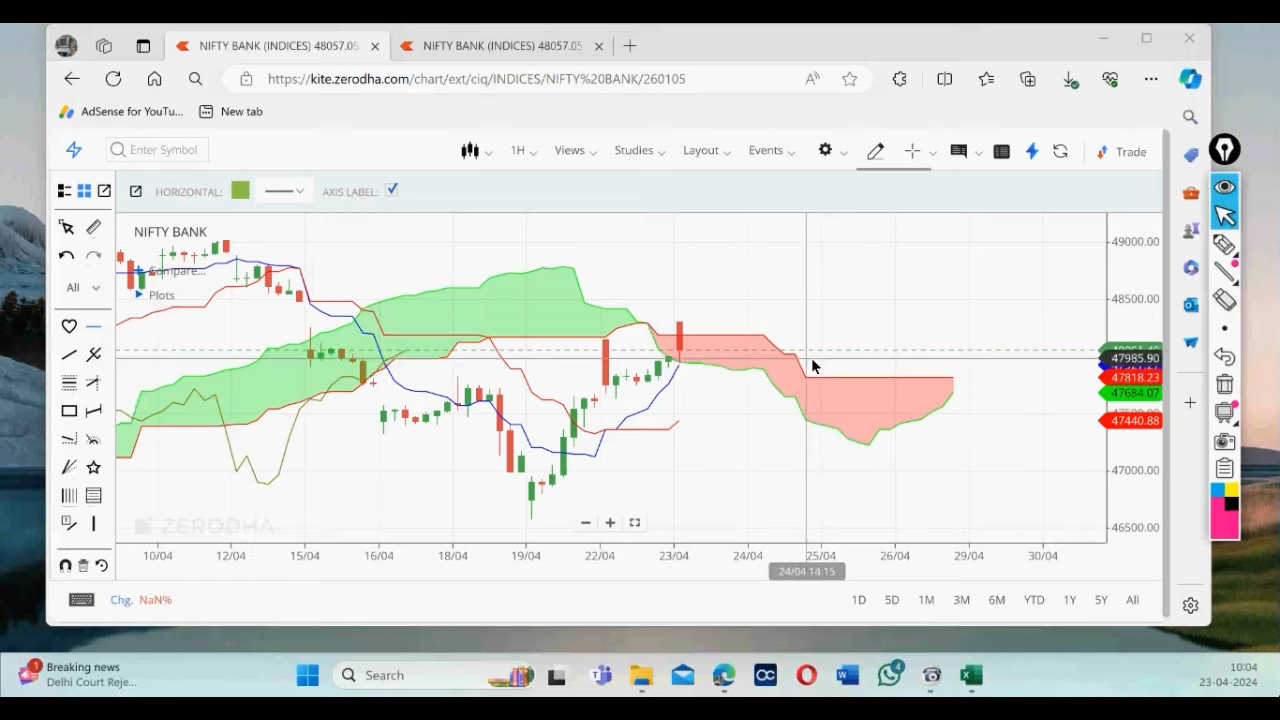 NIFTY BANK (INDICES) 48057.05
NIFTY BANK (INDICES) 48057.05
https://kite.zerodha.com/chart/ext/ciq/INDICES/NIFTY%20BANK/260105
AdSense for YouTu...
New tab
Enter Symbol
1H
Views
Studies
Layout
Events
Trade
HORIZONTAL:
AXIS LABEL:
NIFTY BANK
Compare...
Plots
All
49000.00
48500.00
47985.90
47818.23
47684.07
47440.88
47000.00
46500.00
ZERODHA
10/04 12/04 15/04 16/04 18/04 19/04 22/04 23/04 24/04 25/04 26/04 29/04 30/04
24/04 14:15
Chg. NaN%
1D 5D 1M 3M 6M YTD 1Y 5Y All
1
Breaking news
Delhi Court Reje...
Search
4
10:04
23-04-2024